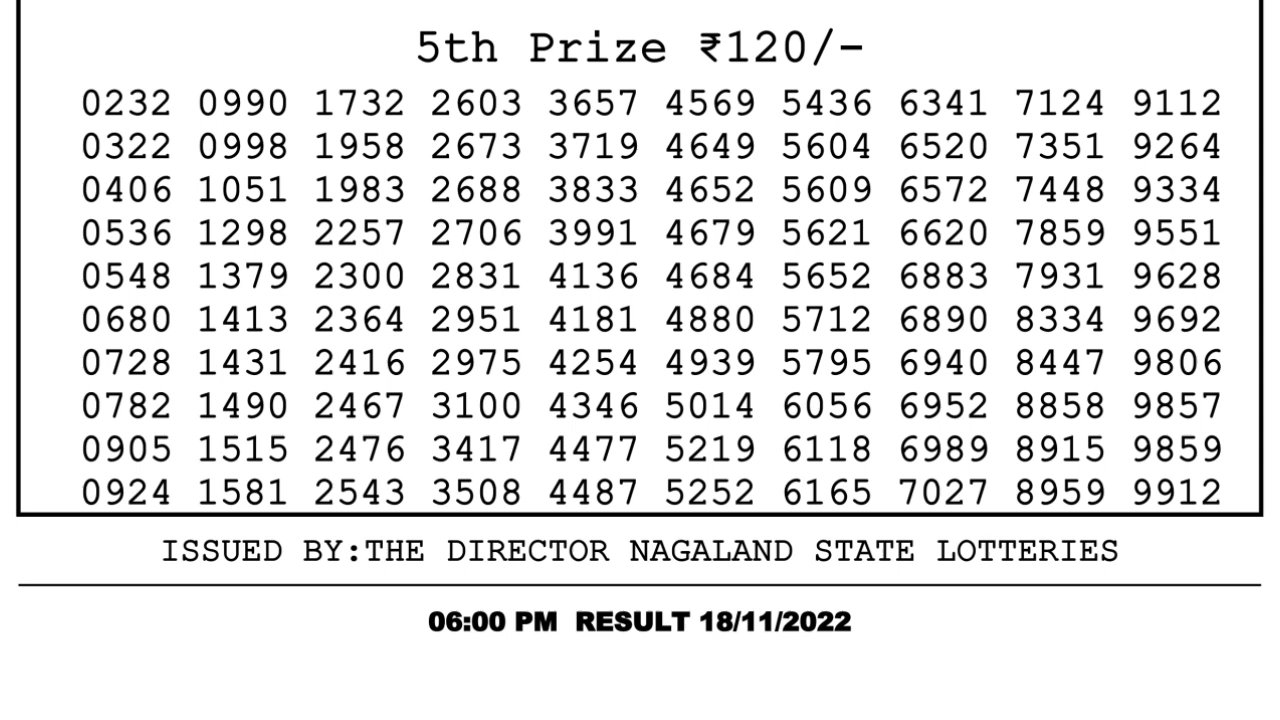 5th Prize ₹120/-
0232 0990 1732 2603 3657 4569 5436 6341 7124 9112
0322 0998 1958 2673 3719 4649 5604 6520 7351 9264
0406 1051 1983 2688 3833 4652 5609 6572 7448 9334
0536 1298 2257 2706 3991 4679 5621 6620 7859 9551
0548 1379 2300 2831 4136 4684 5652 6883 7931 9628
0680 1413 2364 2951 4181 4880 5712 6890 8334 9692
0728 1431 2416 2975 4254 4939 5795 6940 8447 9806
0782 1490 2467 3100 4346 5014 6056 6952 8858 9857
0905 1515 2476 3417 4477 5219 6118 6989 8915 9859
0924 1581 2543 3508 4487 5252 6165 7027 8959 9912
ISSUED BY:THE DIRECTOR NAGALAND STATE LOTTERIES
06:00 PM RESULT 18/11/2022